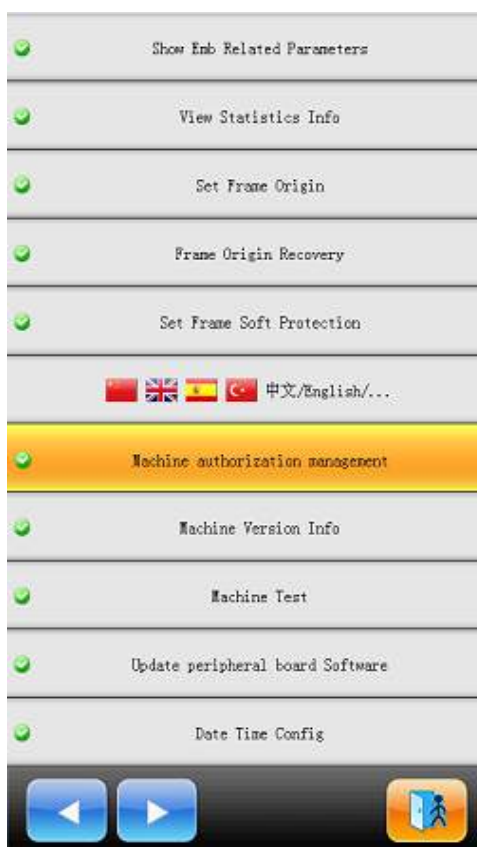 Show Emb Related Parameters
View Statistics Info
Set Frame Origin
Frame Origin Recovery
Set Frame Soft Protection
中文/English/...
Machine authorization management
Machine Version Info
Machine Test
Update peripheral board Software
Date Time Config